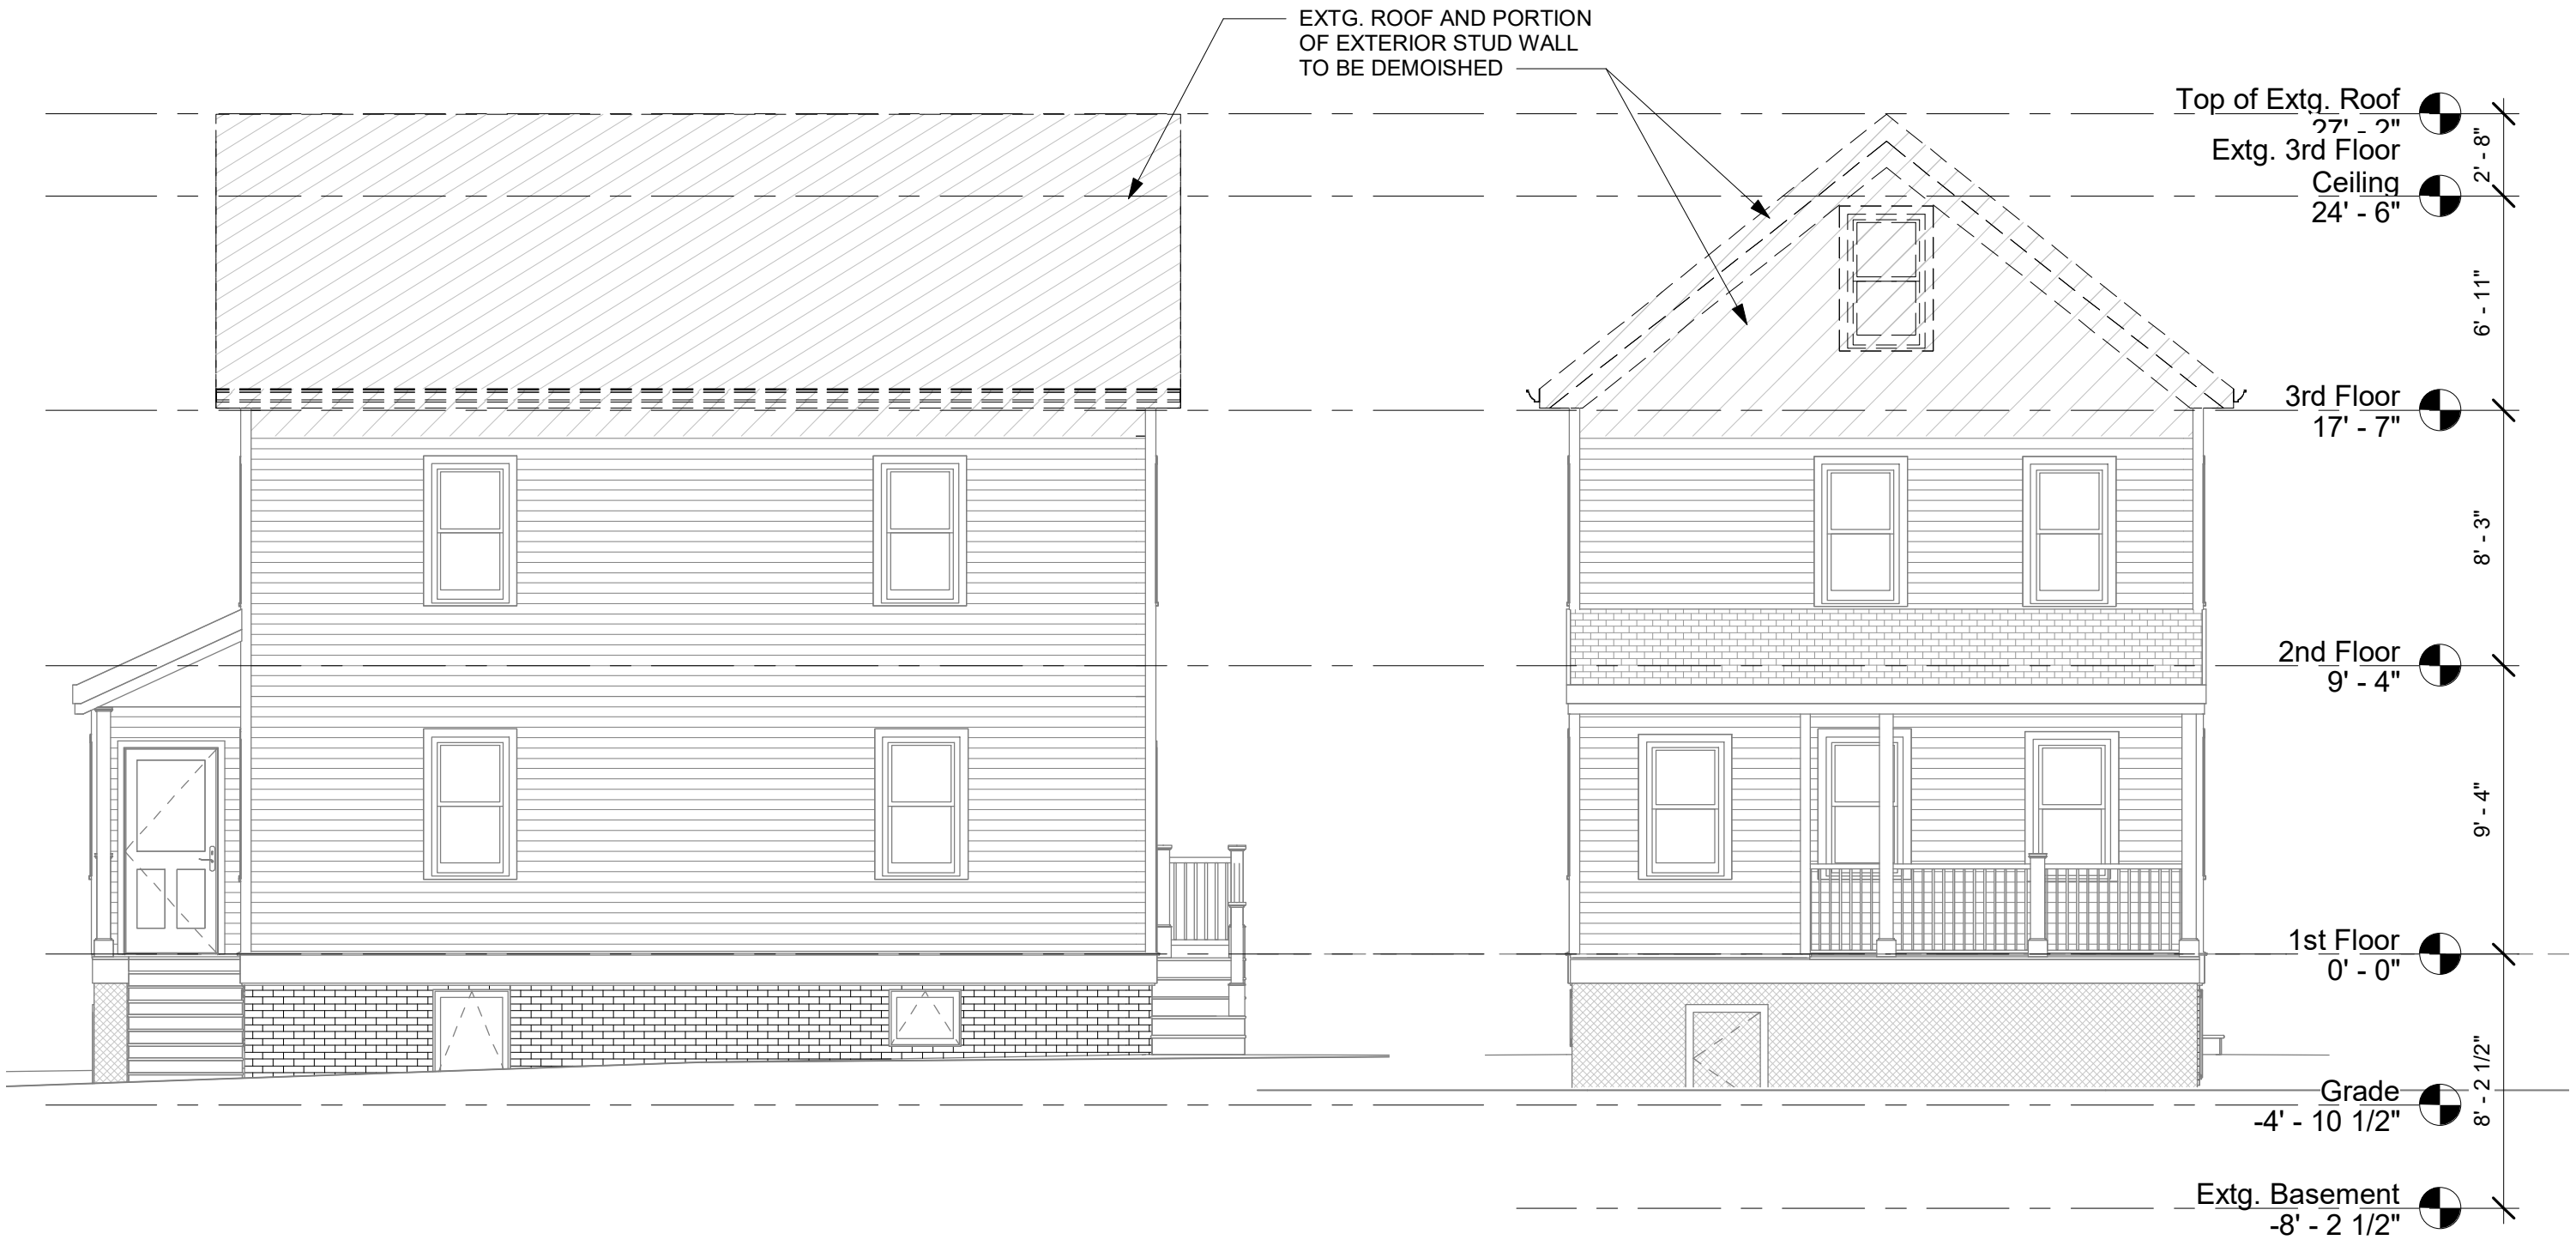 EXTG. ROOF AND PORTION
OF EXTERIOR STUD WALL
TO BE DEMOISHED
Top of Extg. Roof
27' - 2"
Extg. 3rd Floor
Ceiling
24' - 6"
3rd Floor
17' - 7"
2nd Floor
9' - 4"
1st Floor
0' - 0"
Grade
-4' - 10 1/2"
Extg. Basement
-8' - 2 1/2"
2' - 8"
6' - 11"
8' - 3"
9' - 4"
8' - 2 1/2"